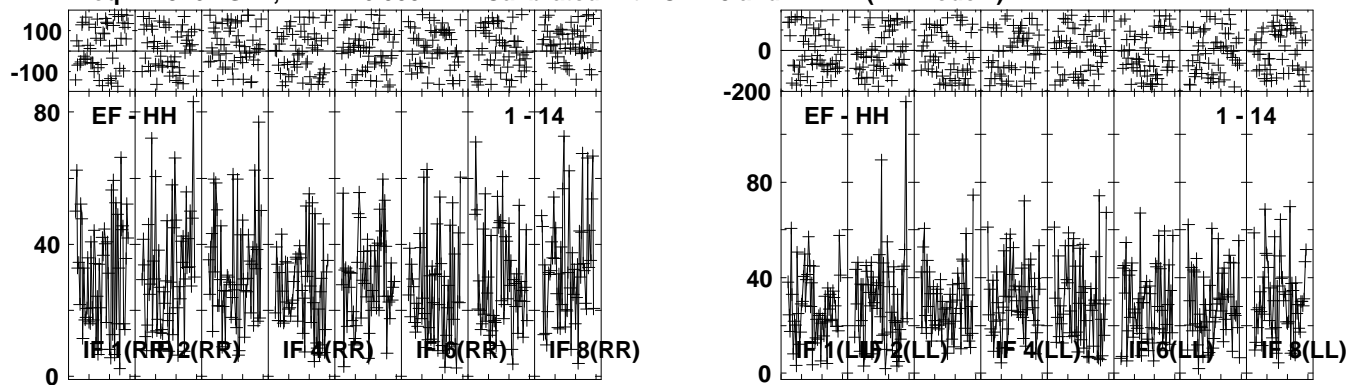 100
-100
80
40
0
EF - HH
1 - 14
IF 1(RR)
IF 2(RR)
IF 4(RR)
IF 6(RR)
IF 8(RR)
0
-200
80
40
0
EF - HH
1 - 14
IF 1(LL)
IF 2(LL)
IF 4(LL)
IF 6(LL)
IF 8(LL)